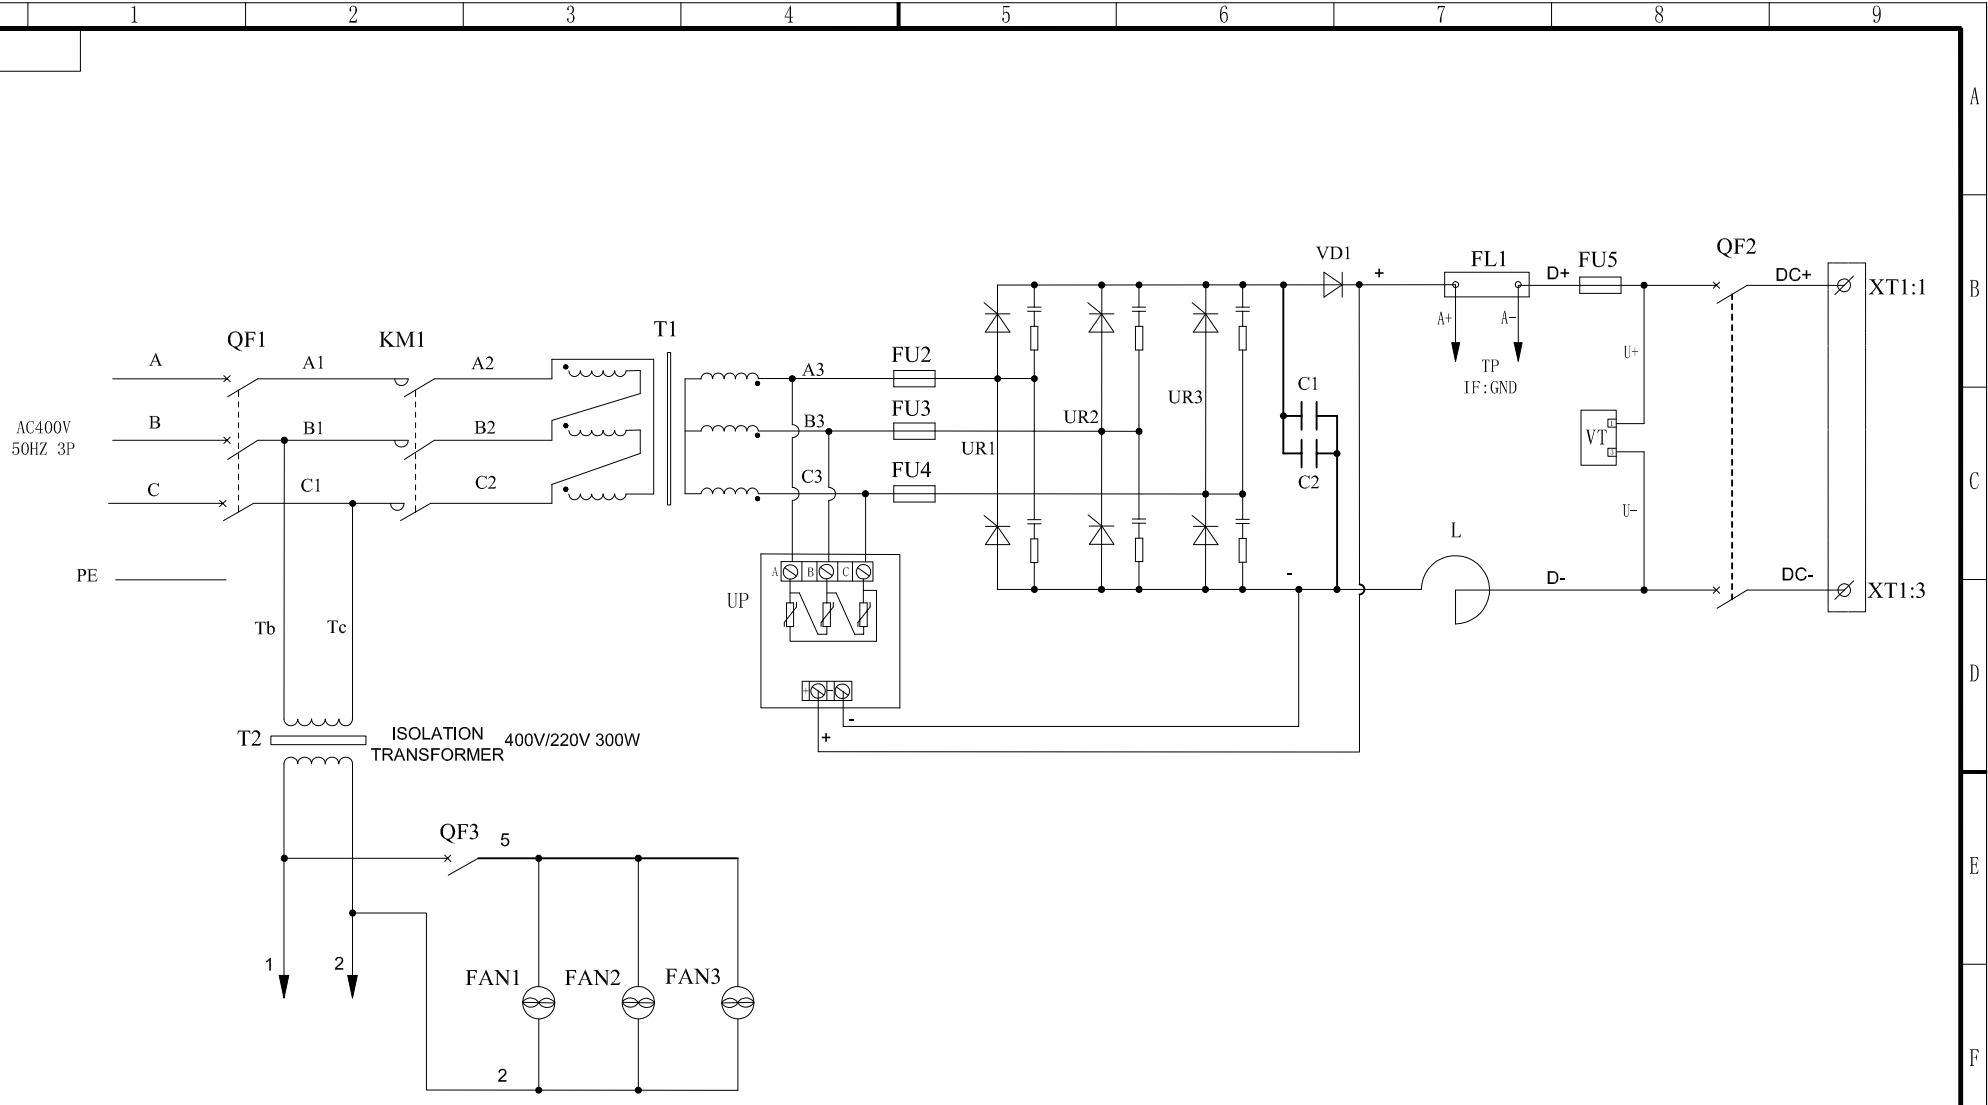 1 2 3 4 5 6 7 8 9
A
B
C
D
E
F
QF1
KM1
T1
A
A1
A2
B
B1
B2
C
C1
C2
AC400V
50HZ 3P
PE
Tb
Tc
T2
ISOLATION
TRANSFORMER
400V/220V 300W
QF3
5
1
2
FAN1
FAN2
FAN3
2
A3
B3
C3
FU2
FU3
FU4
UP
A B C
+ -
-
+
UR1
UR2
UR3
C1
C2
VD1
+
-
FL1
A+
A-
TP
IF:GND
L
D+
FU5
U+
VT
1
3
U-
D-
QF2
DC+
DC-
XT1:1
XT1:3